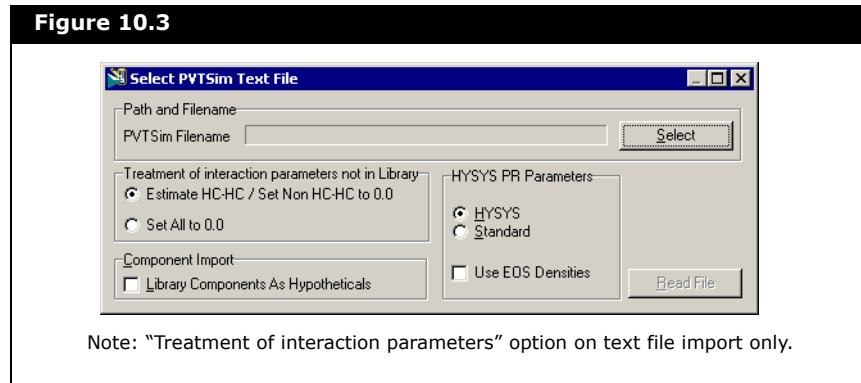 Figure 10.3
Select PVTSim Text File
Path and Filename
PVTSim Filename
Select
Treatment of interaction parameters not in Library
Estimate HC-HC / Set Non HC-HC to 0.0
Set All to 0.0
HYSYS PR Parameters
HYSYS
Standard
Use EOS Densities
Component Import
Library Components As Hypotheticals
Read File
Note: “Treatment of interaction parameters” option on text file import only.